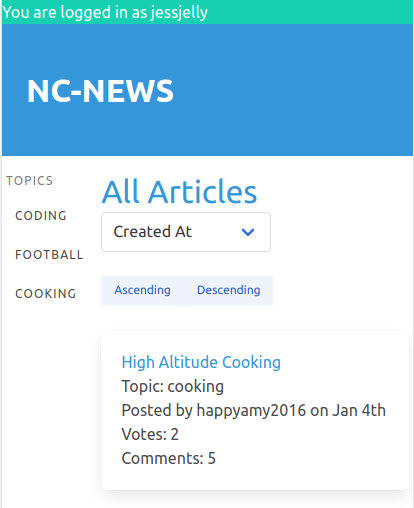 You are logged in as jessjelly
NC-NEWS
TOPICS
CODING
FOOTBALL
COOKING
All Articles
Created At
Ascending Descending
High Altitude Cooking
Topic: cooking
Posted by happyamy2016 on Jan 4th
Votes: 2
Comments: 5